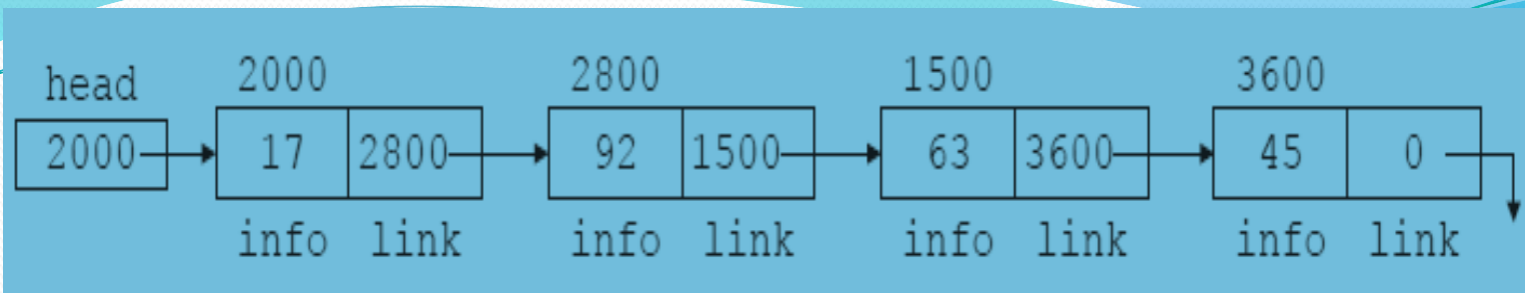 head 2000 2800 1500 3600
2000 17 2800 92 1500 63 3600 45 0
info link info link info link info link